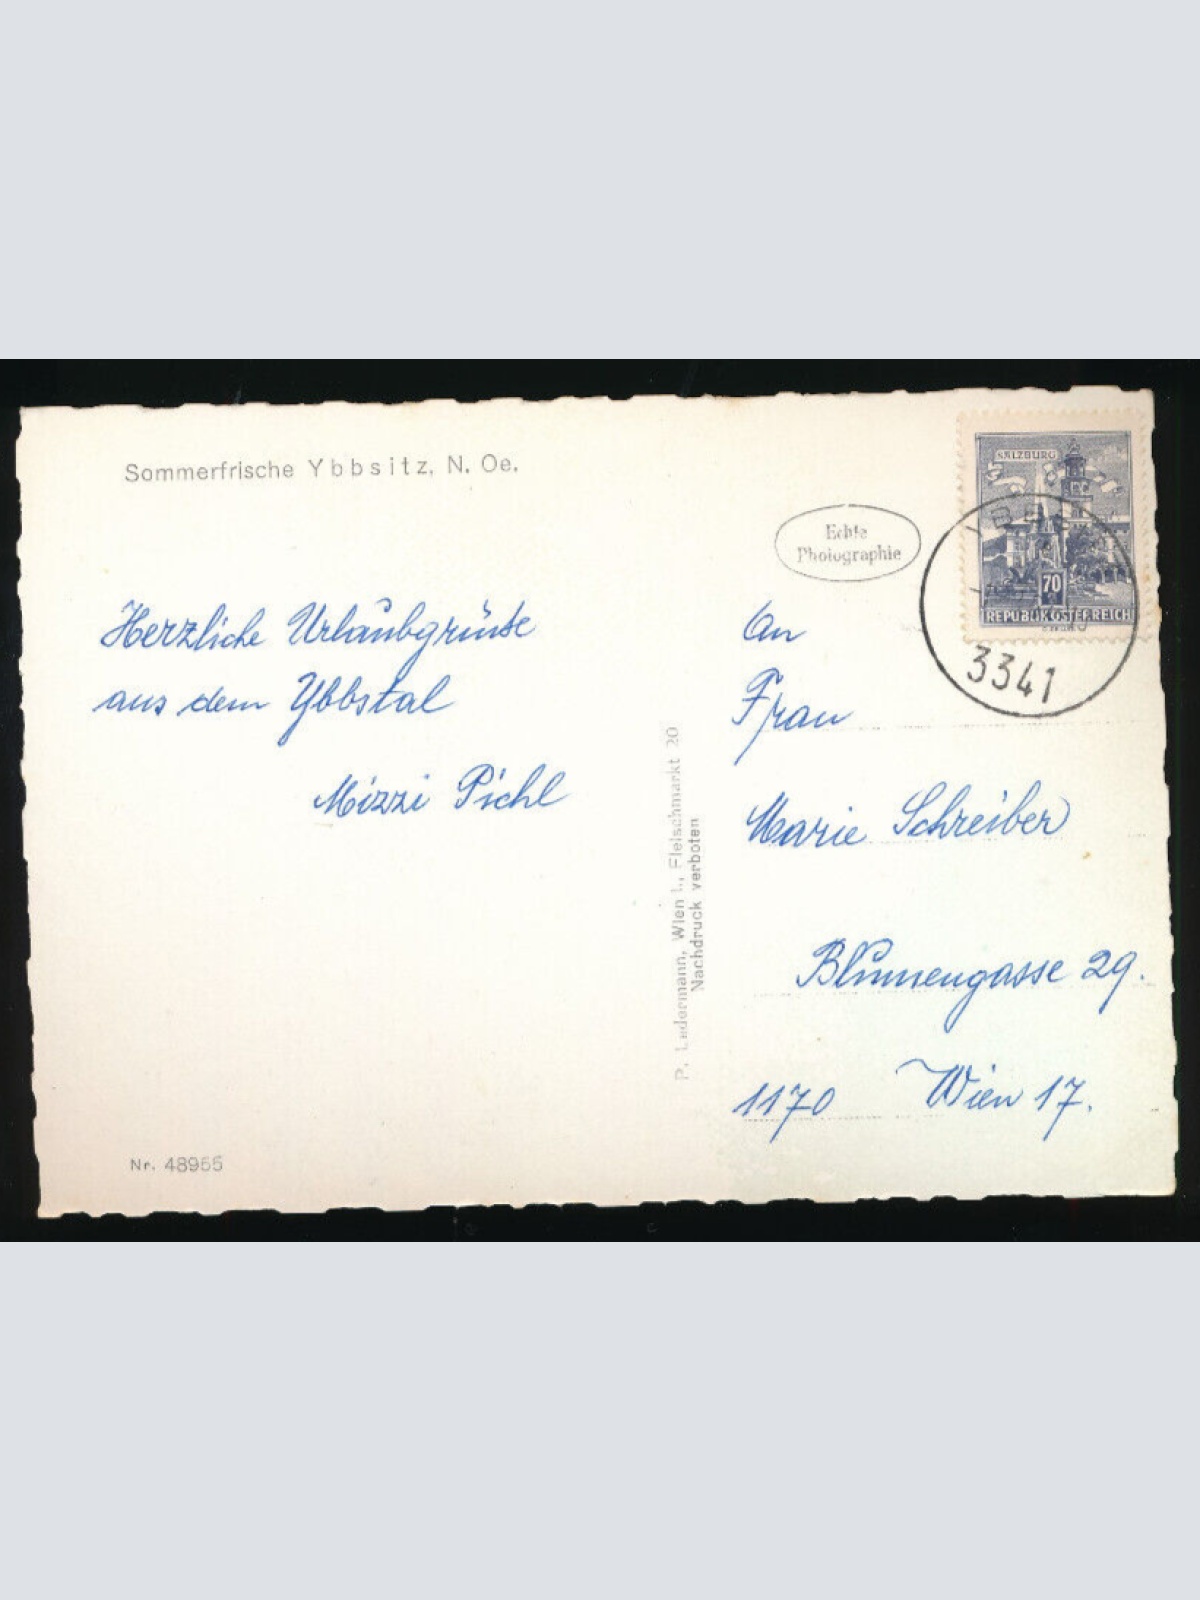 Sommerfrische Ybbsitz, N. Oe.
SALZBURG
70
REPUBLIK ÖSTERREICH
3341
Echte
Photographie
Herzliche Urlaubgrüsse
aus dem Ybbstal
Mizzi Pichl
P. Ledermann, Wien I., Fleischmarkt 20
Nachdruck verboten
An
Frau
Marie Schreiber
Blumengasse 29.
1170 Wien 17.
Nr. 48955